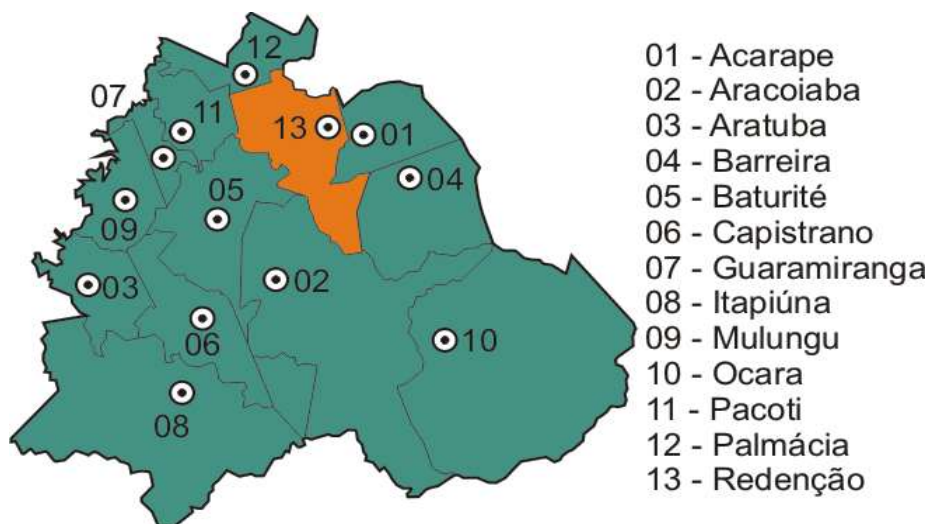 12
07
11
13
01
05
04
09
03
02
06
10
08
01 - Acarape
02 - Aracoiaba
03 - Aratuba
04 - Barreira
05 - Baturité
06 - Capistrano
07 - Guaramiranga
08 - Itapiúna
09 - Mulungu
10 - Ocara
11 - Pacoti
12 - Palmácia
13 - Redenção